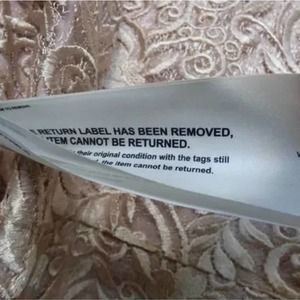 RETURN LABEL HAS BEEN REMOVED,
ITEM CANNOT BE RETURNED.
their original condition with the tags still
the item cannot be returned.